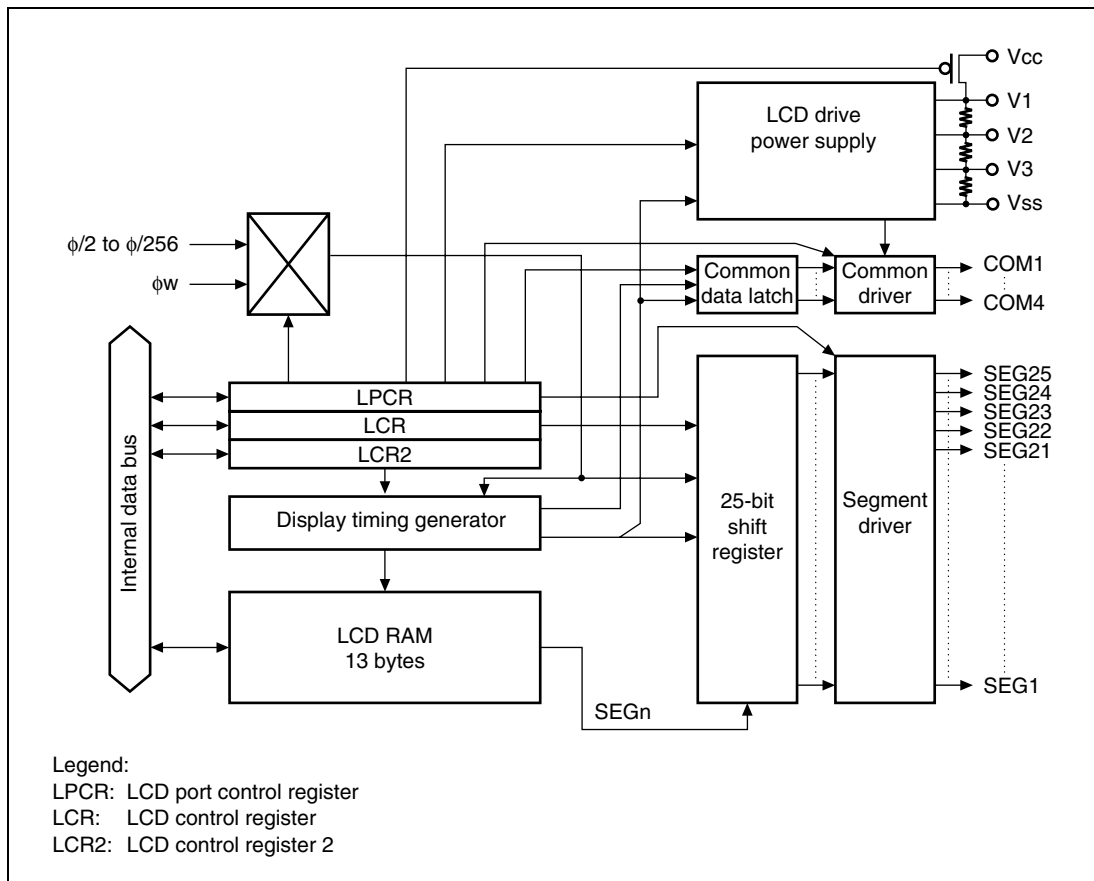 Vcc
V1
LCD drive
power supply
V2
V3
Vss
ϕ/2 to ϕ/256
ϕw
Common
data latch
Common
driver
COM1
COM4
Internal data bus
LPCR
LCR
LCR2
Display timing generator
LCD RAM
13 bytes
SEGn
25-bit
shift
register
Segment
driver
SEG25
SEG24
SEG23
SEG22
SEG21
SEG1
Legend:
LPCR: LCD port control register
LCR: LCD control register
LCR2: LCD control register 2